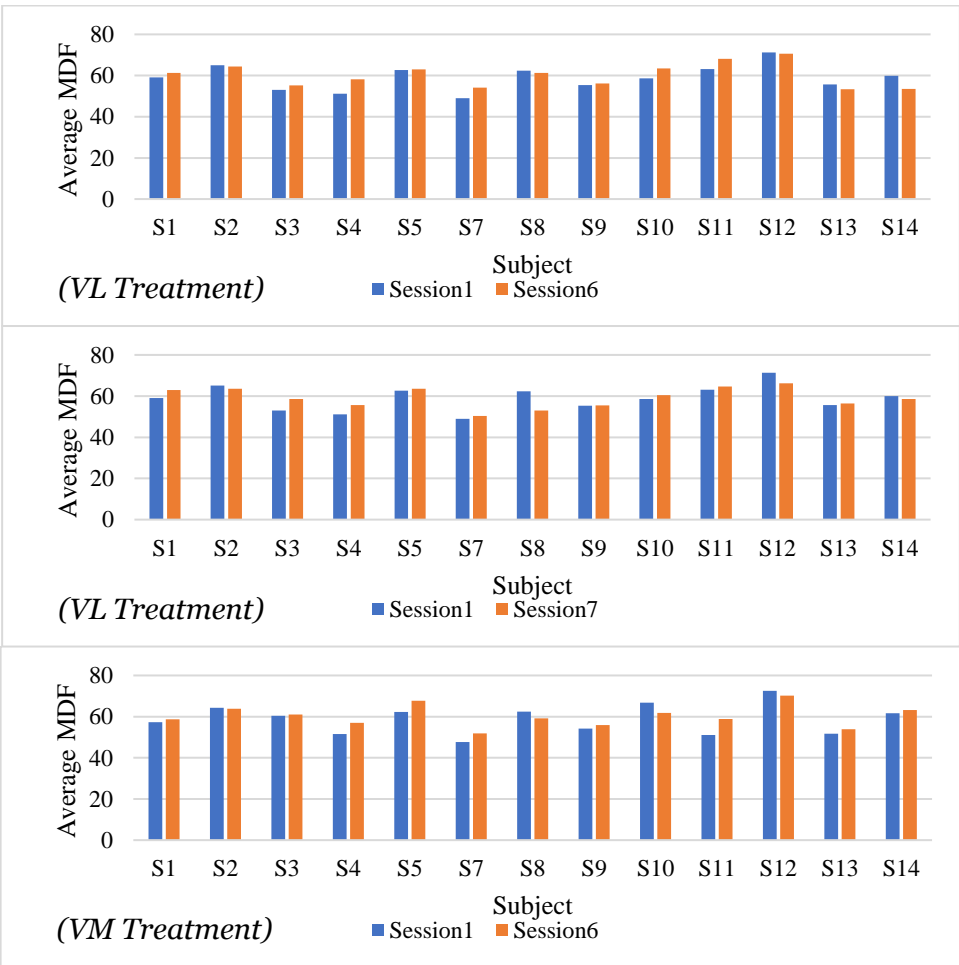 80
60
40
20
0
Average MDF
S1 S2 S3 S4 S5 S7 S8 S9 S10 S11 S12 S13 S14
Subject
(VL Treatment)
Session1 Session6
80
60
40
20
0
Average MDF
S1 S2 S3 S4 S5 S7 S8 S9 S10 S11 S12 S13 S14
Subject
(VL Treatment)
Session1 Session7
80
60
40
20
0
Average MDF
S1 S2 S3 S4 S5 S7 S8 S9 S10 S11 S12 S13 S14
Subject
(VM Treatment)
Session1 Session6